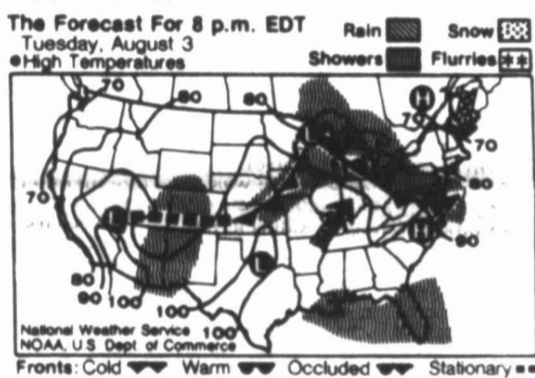 The Forecast For 8 p.m. EDT
Tuesday, August 3
High Temperatures
Rain Snow
Showers Flurries
70 80 80 H
70 70
70 80
L H 90
L
80
90 100 100
National Weather Service 100
NOAA, U.S. Dept of Commerce
Fronts: Cold Warm Occluded Stationary